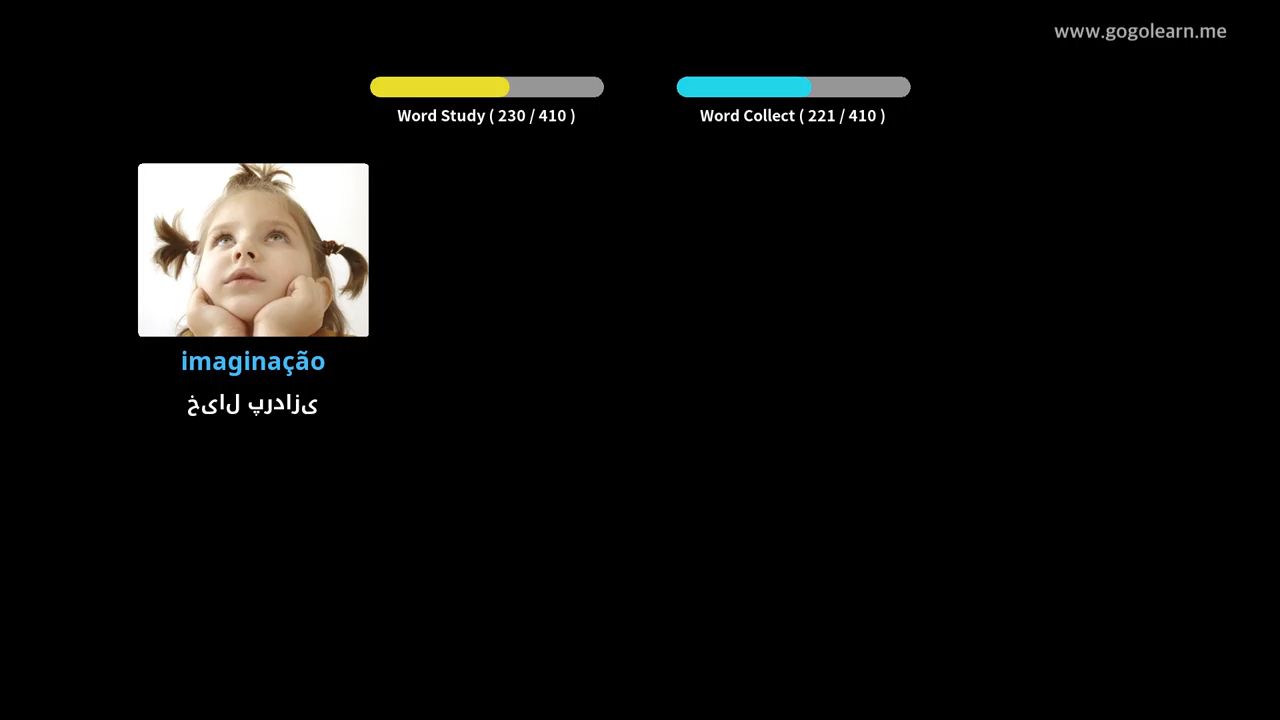 www.gogolearn.me
Word Study ( 230 / 410 )
Word Collect ( 221 / 410 )
imaginação
خیال پردازی